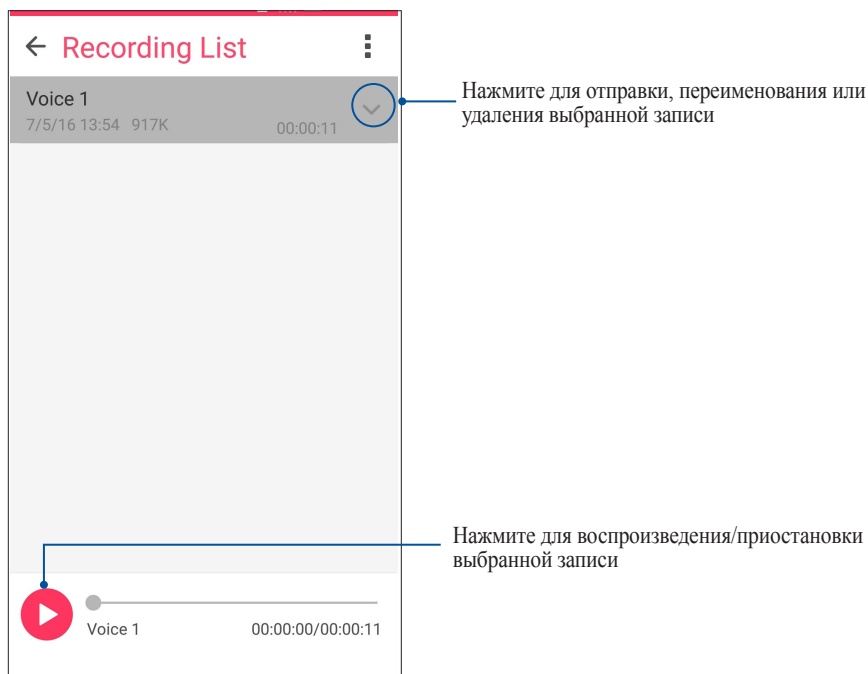 Recording List
Voice 1
7/5/16 13:54 917K
00:00:11
Нажмите для отправки, переименования или
удаления выбранной записи
Нажмите для воспроизведения/приостановки
выбранной записи
Voice 1
00:00:00/00:00:11